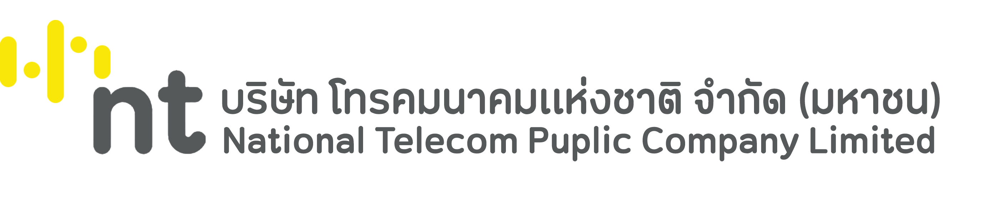 nt
บริษัท โทรคมนาคมแห่งชาติ จำกัด (มหาชน)
National Telecom Puplic Company Limited